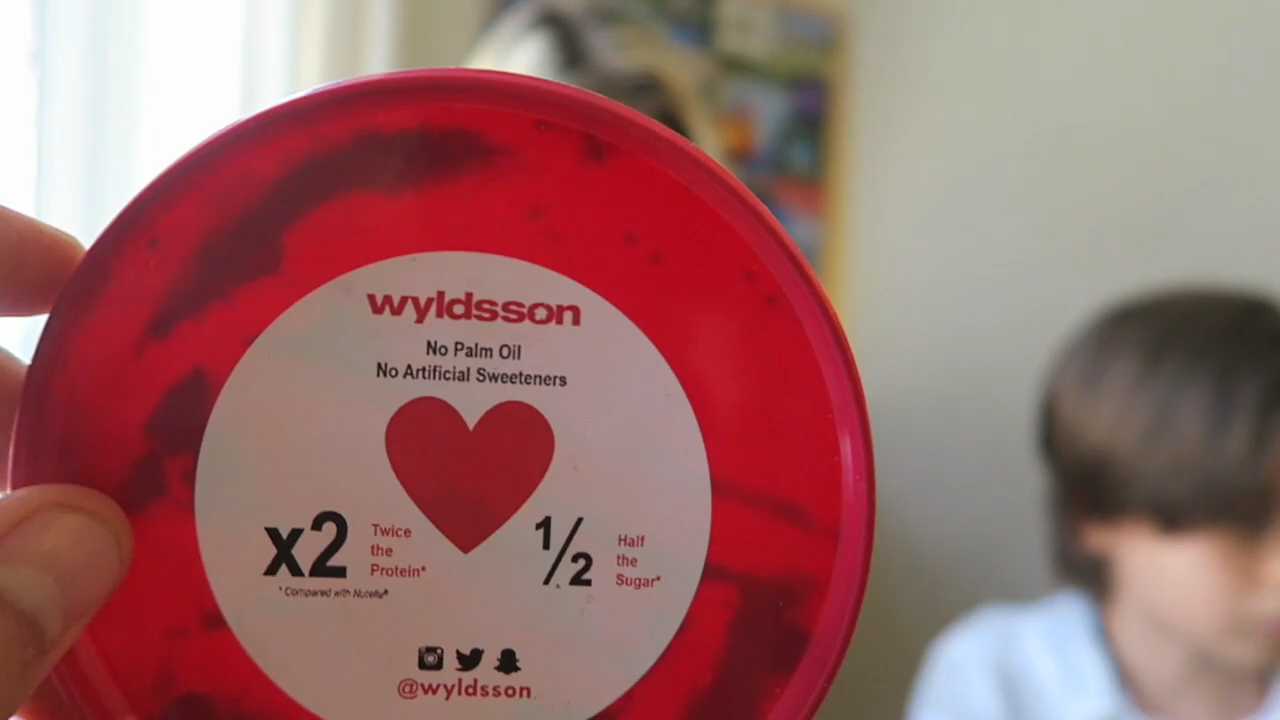 wyldsson
No Palm Oil
No Artificial Sweeteners
x2
Twice
the
Protein*
* Compared with Nutella®
½
Half
the
Sugar*
@wyldsson